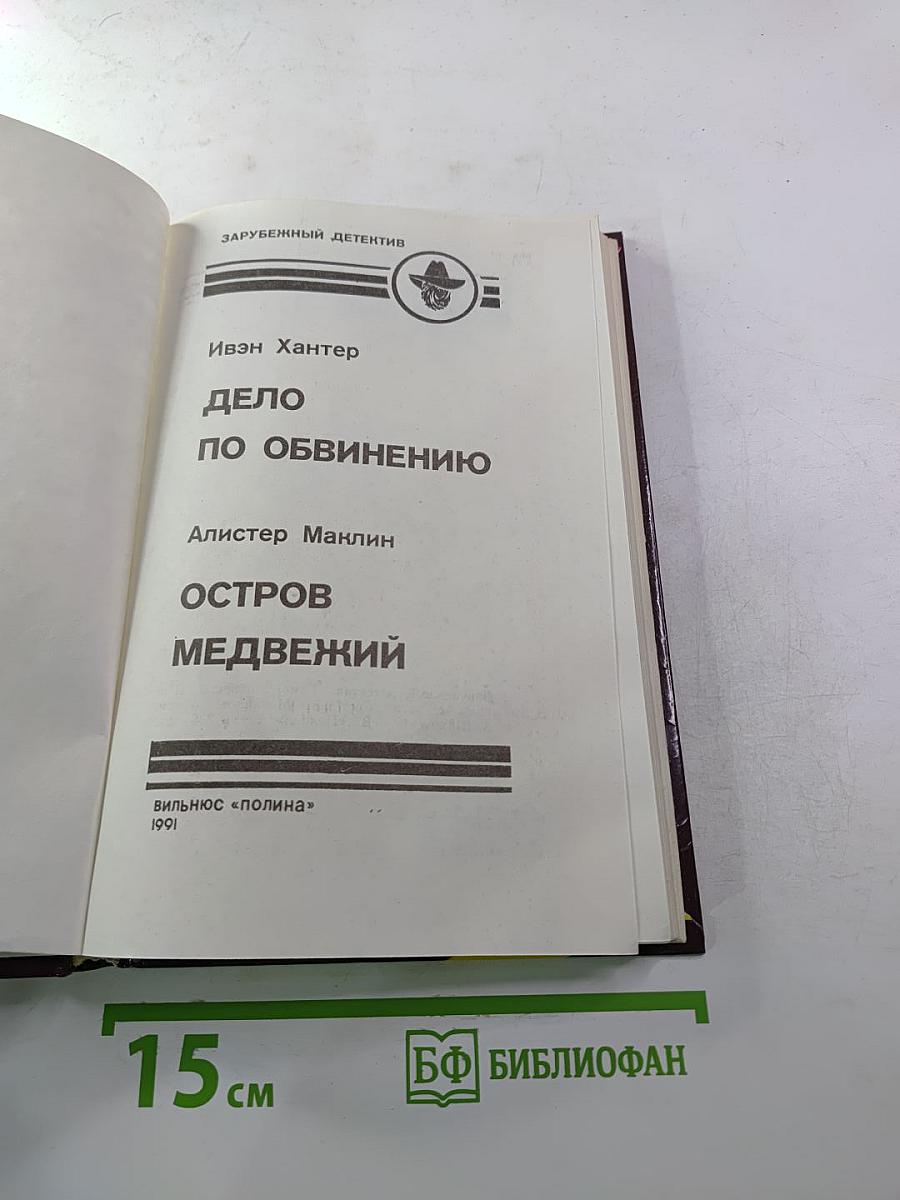 ЗАРУБЕЖНЫЙ ДЕТЕКТИВ
Ивэн Хантер
ДЕЛО
ПО ОБВИНЕНИЮ
Алистер Маклин
ОСТРОВ
МЕДВЕЖИЙ
ВИЛЬНЮС «ПОЛИНА»
1991
15 см
БФ БИБЛИОФАН